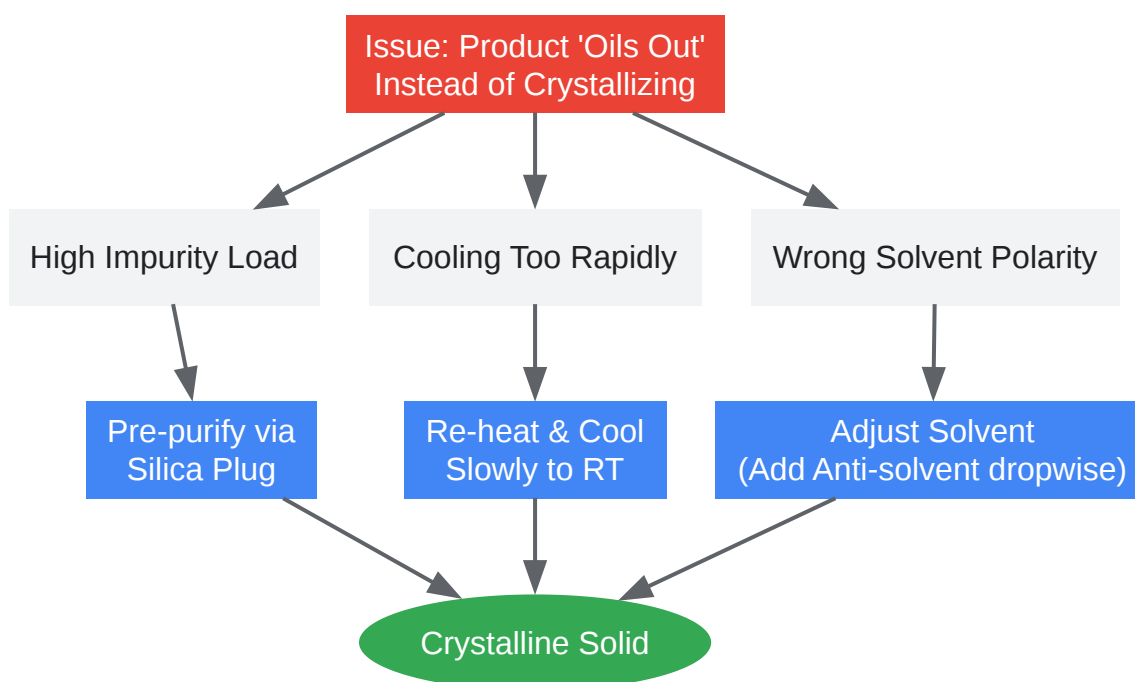 Issue: Product 'Oils Out'
Instead of Crystallizing
High Impurity Load
Cooling Too Rapidly
Wrong Solvent Polarity
Pre-purify via
Silica Plug
Re-heat & Cool
Slowly to RT
Adjust Solvent
(Add Anti-solvent dropwise)
Crystalline Solid